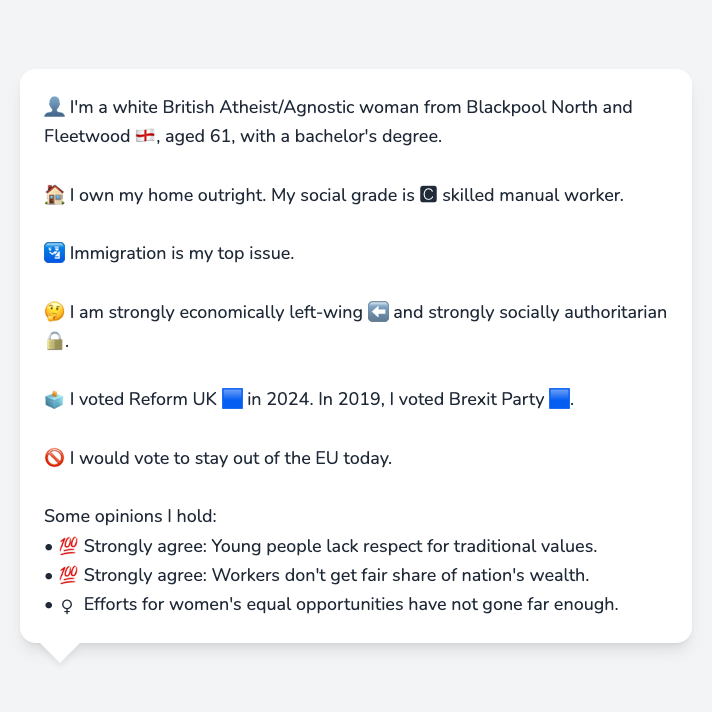 👤 I'm a white British Atheist/Agnostic woman from Blackpool North and
Fleetwood 🏴󠁧󠁢󠁥󠁮󠁧󠁿, aged 61, with a bachelor's degree.
🏠 I own my home outright. My social grade is 🅲 skilled manual worker.
🛂 Immigration is my top issue.
🤔 I am strongly economically left-wing ⬅️ and strongly socially authoritarian
🔒.
🗳️ I voted Reform UK 🟦 in 2024. In 2019, I voted Brexit Party 🟦.
🚫 I would vote to stay out of the EU today.
Some opinions I hold:
• 💯 Strongly agree: Young people lack respect for traditional values.
• 💯 Strongly agree: Workers don't get fair share of nation's wealth.
• ♀ Efforts for women's equal opportunities have not gone far enough.